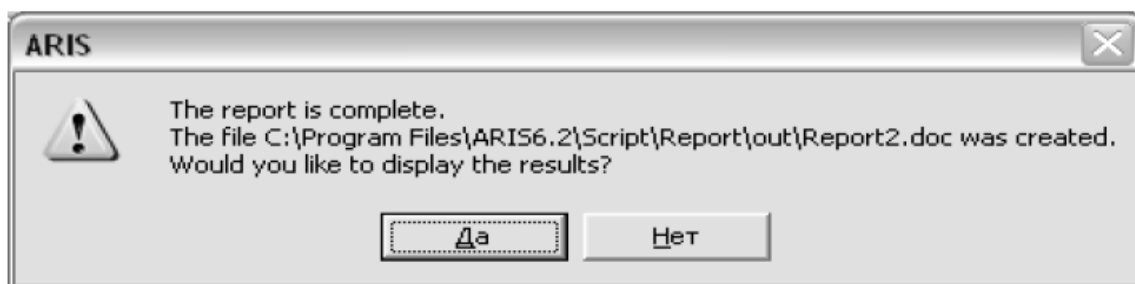 ARIS
The report is complete.
The file C:\Program Files\ARIS6.2\Script\Report\out\Report2.doc was created.
Would you like to display the results?
Да
Нет